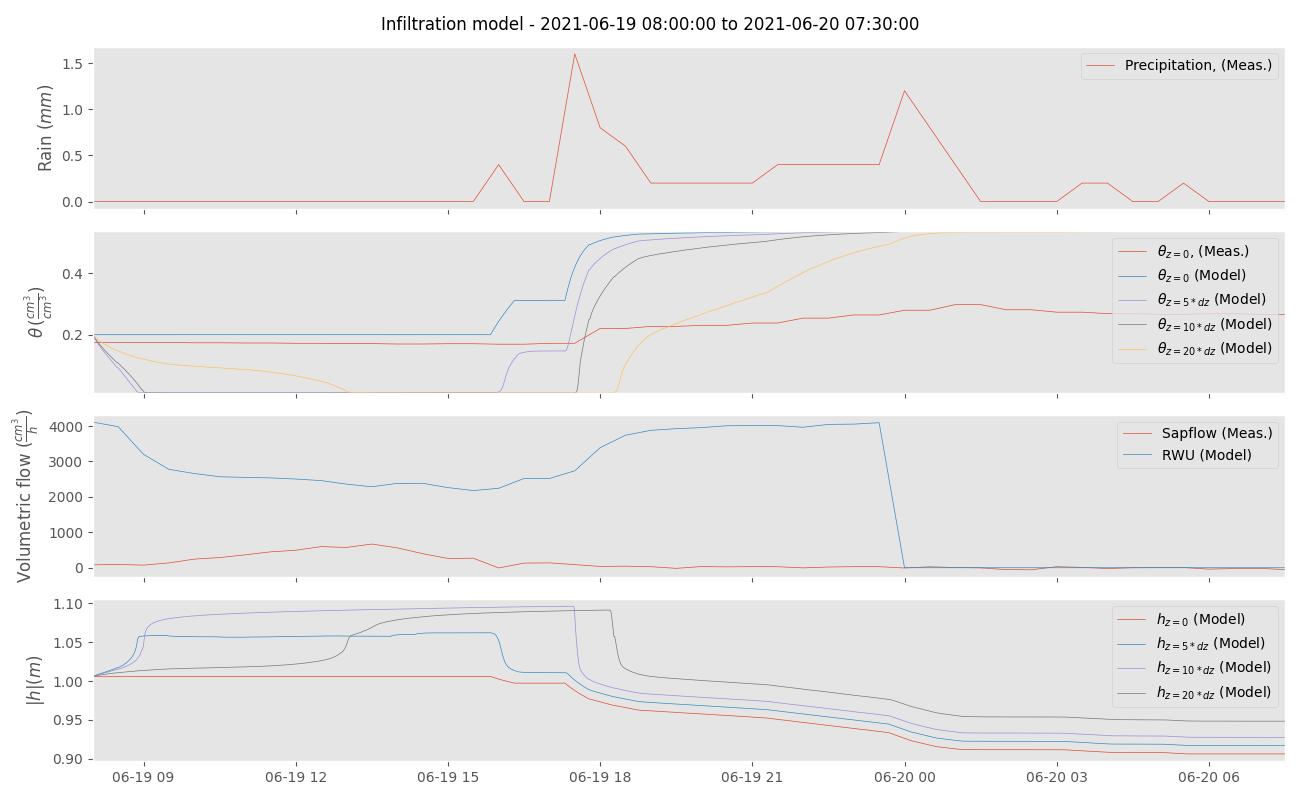 Infiltration model - 2021-06-19 08:00:00 to 2021-06-20 07:30:00
Rain (mm)
1.5
1.0
0.5
0.0
Precipitation, (Meas.)
θ (cm³/cm³)
0.4
0.2
θz=0, (Meas.)
θz=0 (Model)
θz=5*dz (Model)
θz=10*dz (Model)
θz=20*dz (Model)
Volumetric flow (cm³/h)
4000
3000
2000
1000
0
Sapflow (Meas.)
RWU (Model)
|h|(m)
1.10
1.05
1.00
0.95
0.90
hz=0 (Model)
hz=5*dz (Model)
hz=10*dz (Model)
hz=20*dz (Model)
06-19 09 06-19 12 06-19 15 06-19 18 06-19 21 06-20 00 06-20 03 06-20 06